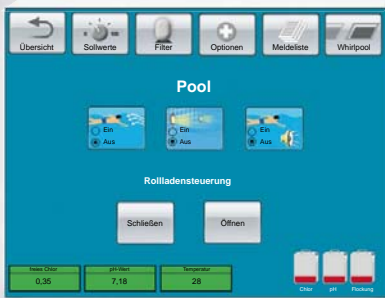 Übersicht
Sollwerte
Filter
Optionen
Meldeliste
Whirlpool
Pool
Ein
Aus
Ein
Aus
Ein
Aus
Rollladensteuerung
Schließen
Öffnen
freies Chlor
0,35
pH-Wert
7,18
Temperatur
28
Chlor
pH
Flockung